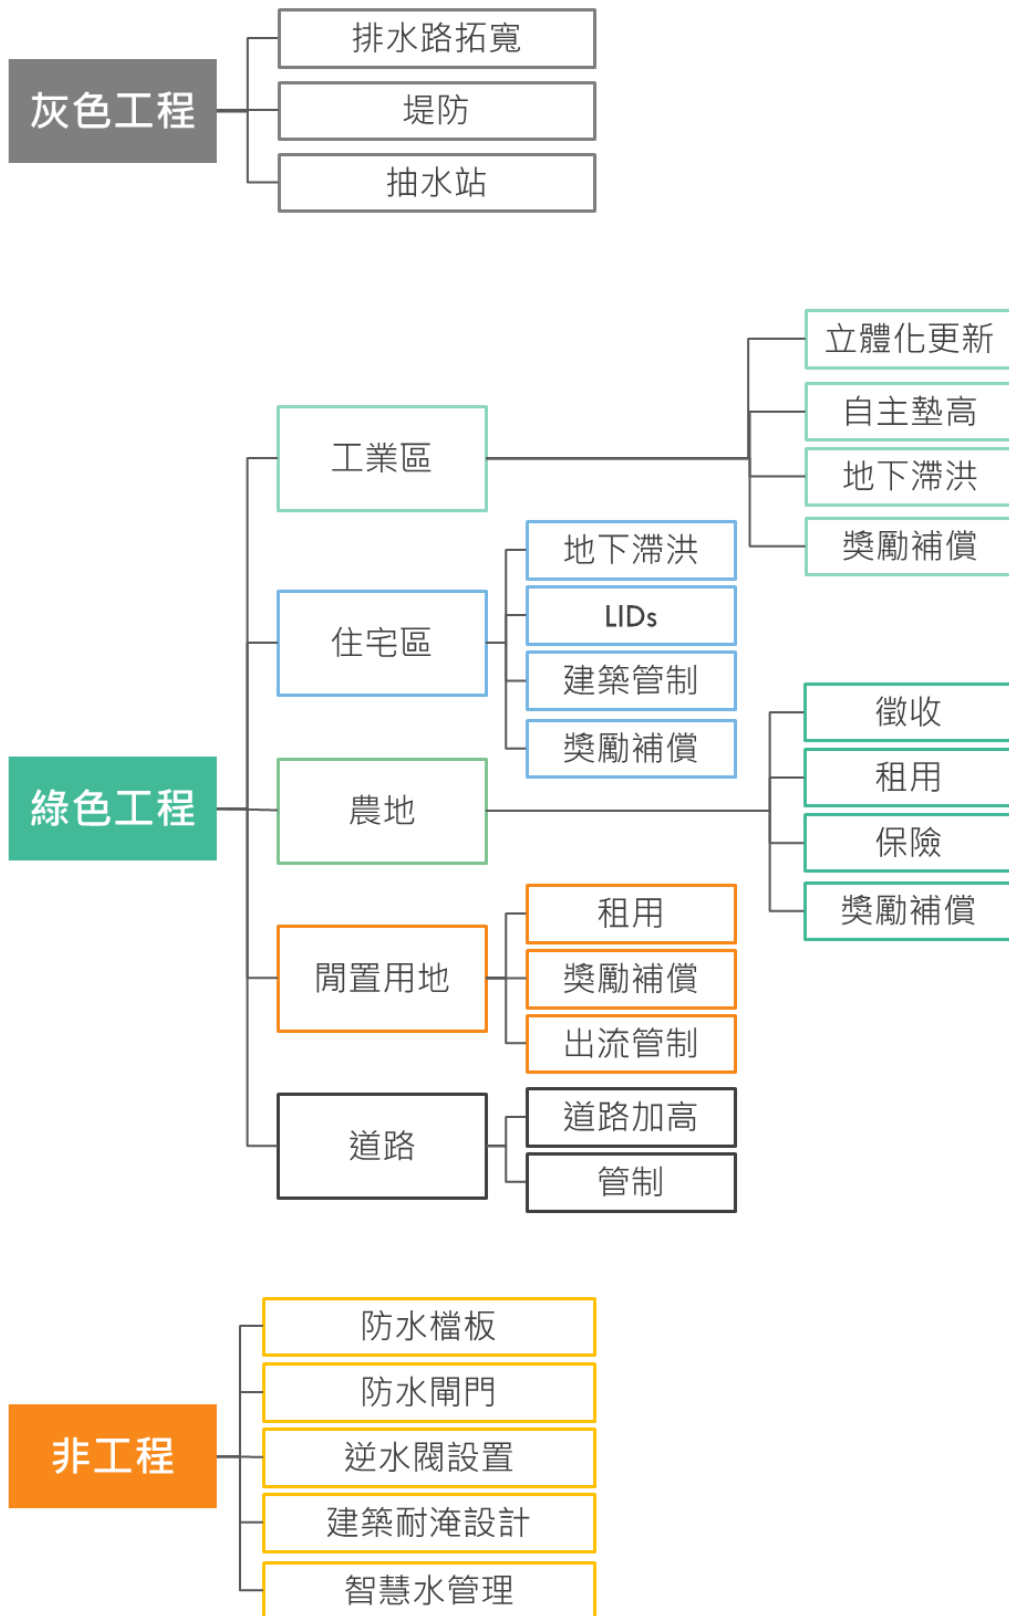 灰色工程
排水路拓寬
堤防
抽水站
綠色工程
工業區
立體化更新
自主墊高
地下滯洪
獎勵補償
住宅區
地下滯洪
LIDs
建築管制
獎勵補償
農地
徵收
租用
保險
獎勵補償
閒置用地
租用
獎勵補償
出流管制
道路
道路加高
管制
非工程
防水檔板
防水閘門
逆水閥設置
建築耐淹設計
智慧水管理